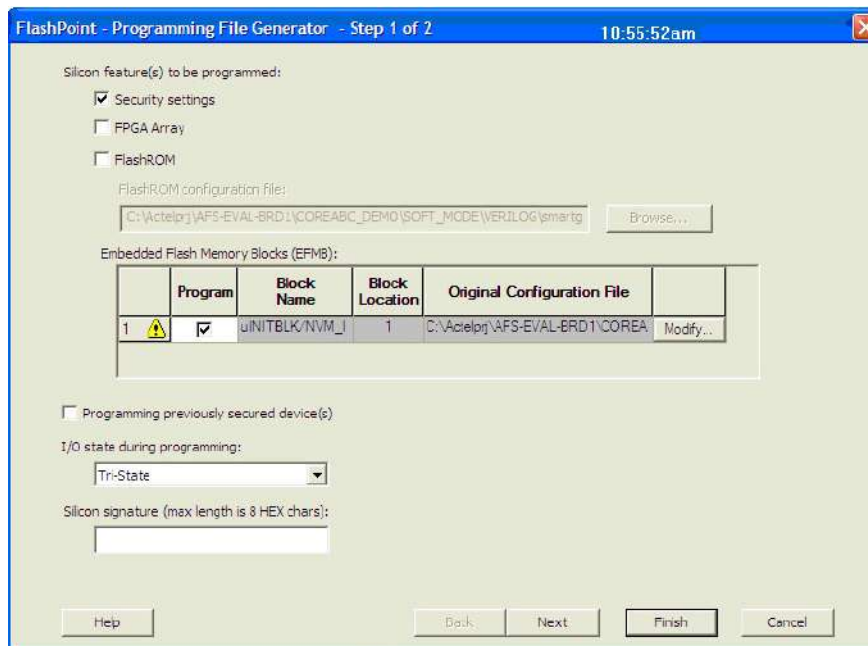 FlashPoint - Programming File Generator - Step 1 of 2
10:55:52am
Silicon feature(s) to be programmed:
Security settings
FPGA Array
FlashROM
FlashROM configuration file:
C:\Actelprj\AFS-EVAL-BRD1\COREABC_DEMO\SOFT_MODE\VERILOG\smartg
Browse...
Embedded Flash Memory Blocks (EFMB):
Program
Block
Name
Block
Location
Original Configuration File
1
uINITBLK/NVM_I
1
C:\Actelprj\AFS-EVAL-BRD1\COREA
Modify...
Programming previously secured device(s)
I/O state during programming:
Tri-State
Silicon signature (max length is 8 HEX chars):
Help
Back
Next
Finish
Cancel